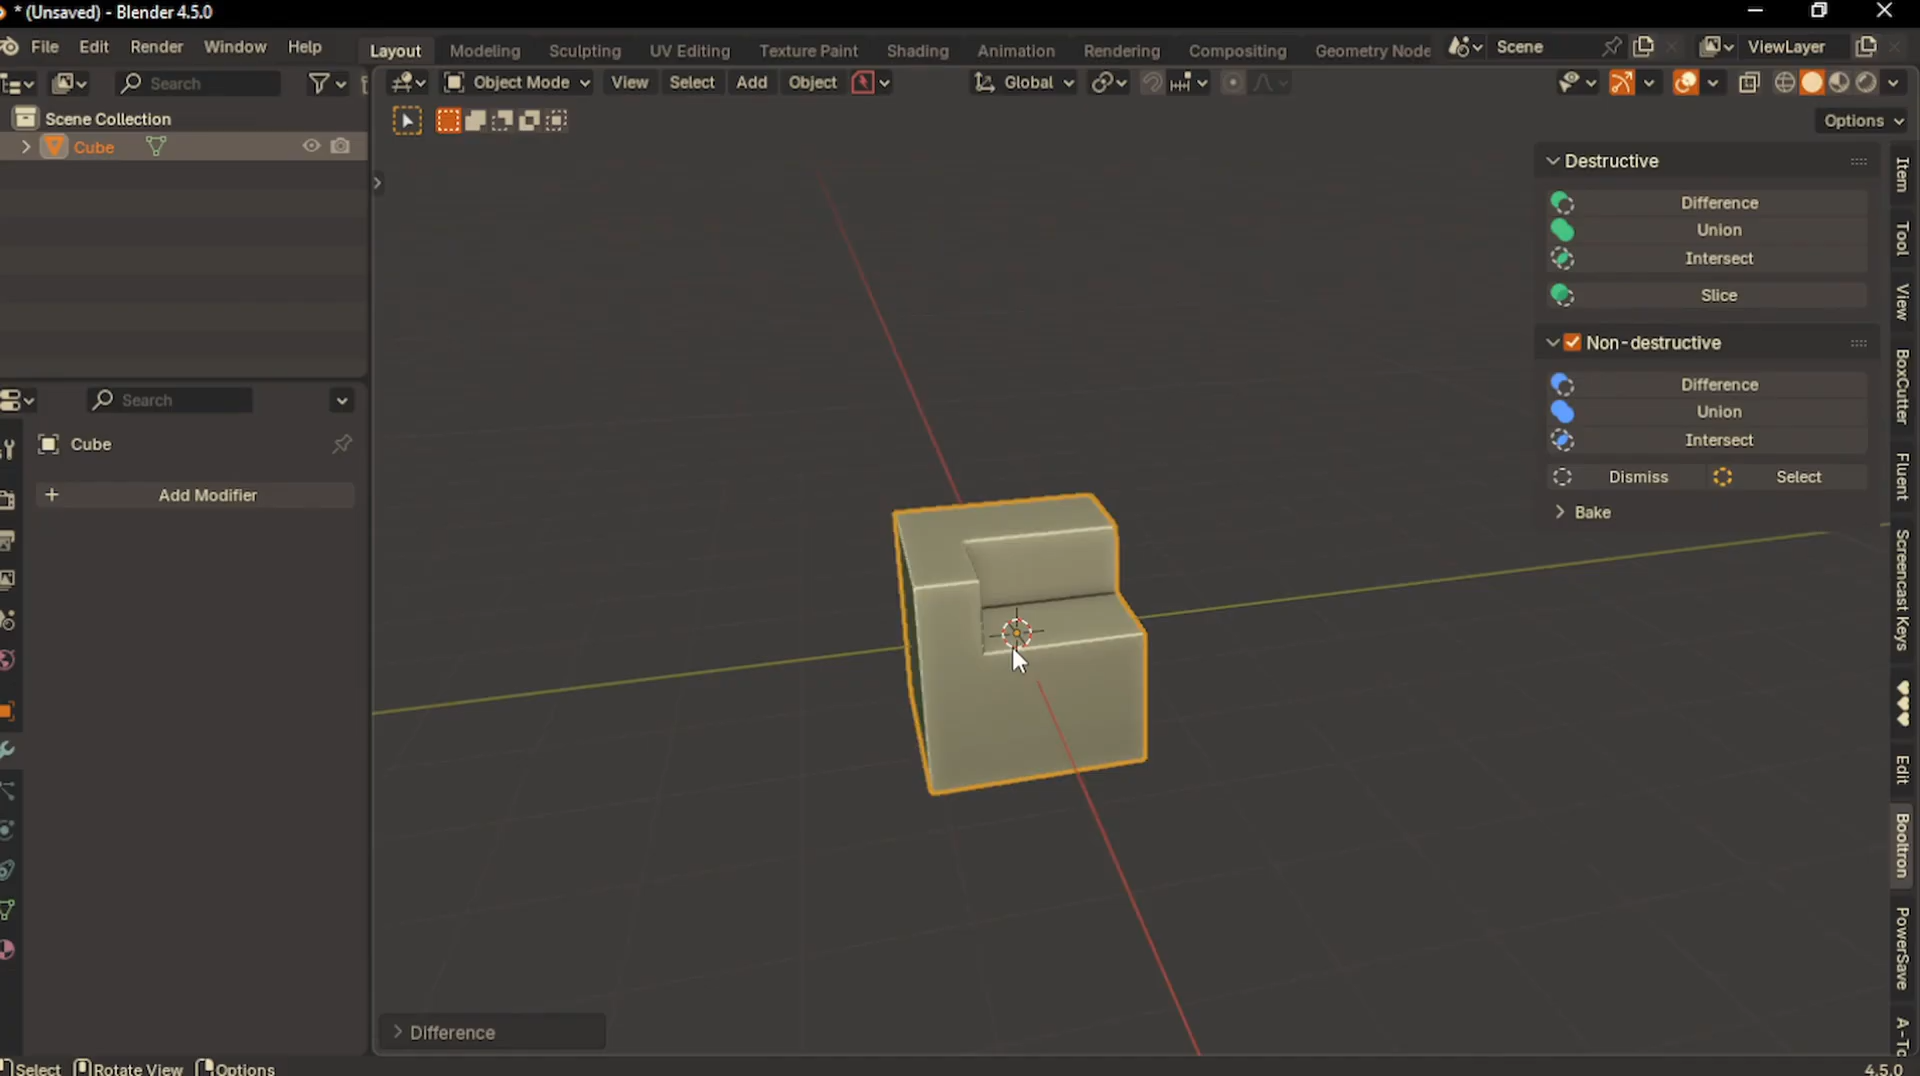 * (Unsaved) - Blender 4.5.0
File Edit Render Window Help Layout Modeling Sculpting UV Editing Texture Paint Shading Animation Rendering Compositing Geometry Node Scene ViewLayer
Search
Object Mode View Select Add Object Global
Options
Scene Collection
Cube
Search
Cube
+ Add Modifier
Destructive
Difference
Union
Intersect
Slice
Non-destructive
Difference
Union
Intersect
Dismiss Select
Bake
Item
Tool
View
BoxCutter
Fluent
Screencast Keys
♥♥♥
Edit
Booltron
PowerSave
A-To
Difference
Select Rotate View Options
4.5.0